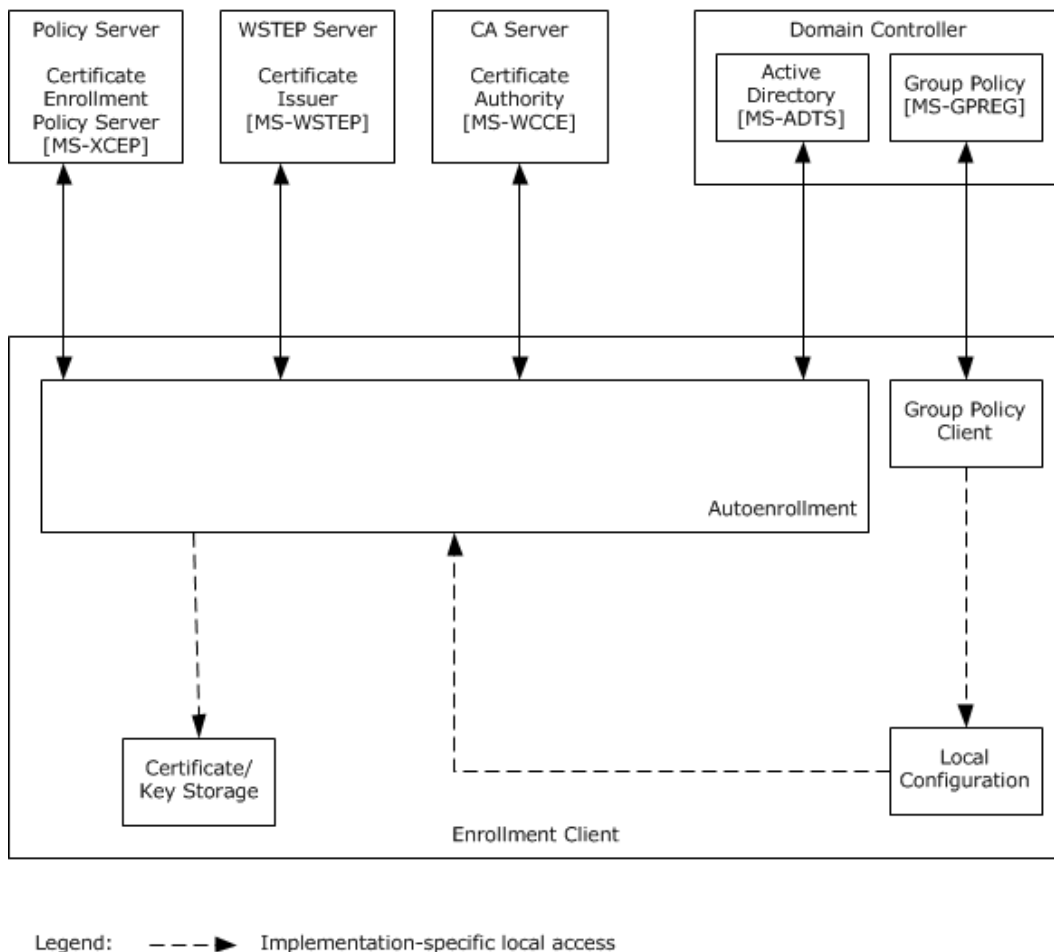 Policy Server
Certificate
Enrollment
Policy Server
[MS-XCEP]
WSTEP Server
Certificate
Issuer
[MS-WSTEP]
CA Server
Certificate
Authority
[MS-WCCE]
Domain Controller
Active
Directory
[MS-ADTS]
Group Policy
[MS-GPREG]
Group Policy
Client
Autoenrollment
Certificate/
Key Storage
Local
Configuration
Enrollment Client
Legend:
Implementation-specific local access